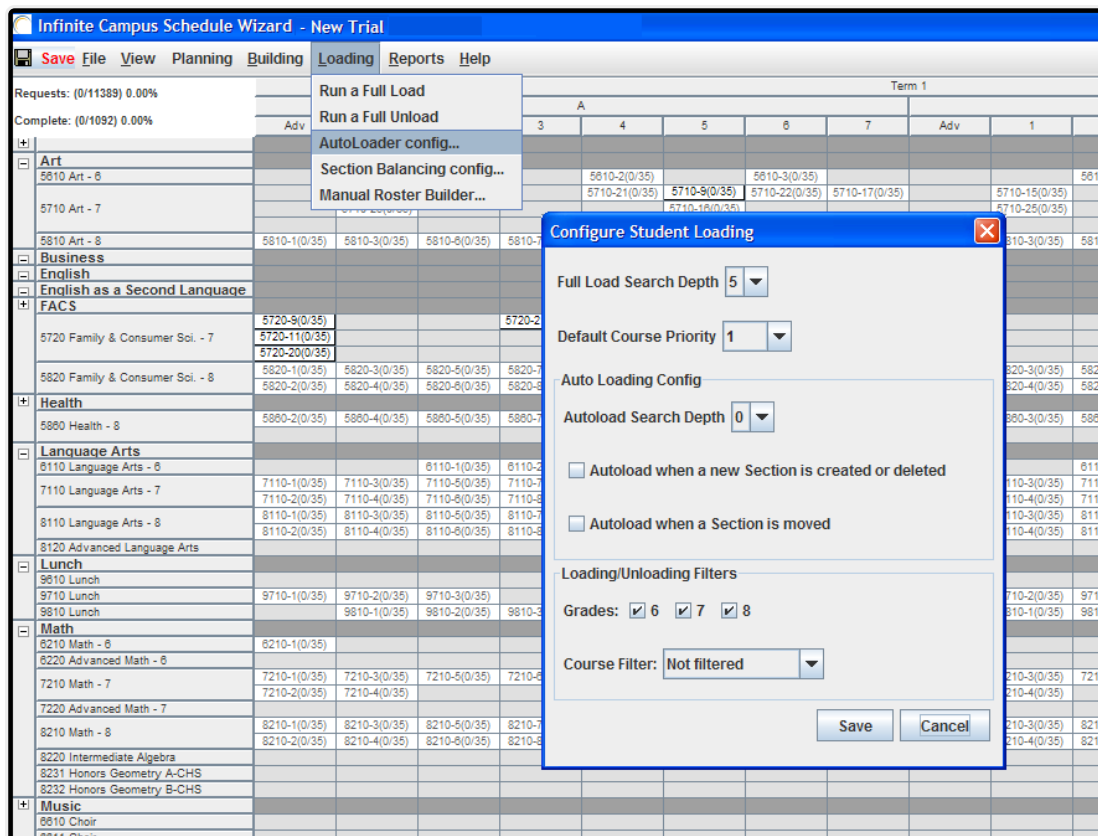 Infinite Campus Schedule Wizard - New Trial
Save File View Planning Building Loading Reports Help
Requests: (0/11389) 0.00%
Complete: (0/1092) 0.00%
Run a Full Load
Run a Full Unload
AutoLoader config...
Section Balancing config...
Manual Roster Builder...
Term 1
A
Adv 3 4 5 6 7 Adv 1
Art
5610 Art - 6 5610-2(0/35) 5610-3(0/35)
5710 Art - 7 5710-21(0/35) 5710-9(0/35) 5710-22(0/35) 5710-17(0/35) 5710-15(0/35)
5710-16(0/35) 5710-25(0/35)
5810 Art - 8 5810-1(0/35) 5810-3(0/35) 5810-6(0/35)
Business
English
English as a Second Language
FACS
5720 Family & Consumer Sci. - 7 5720-9(0/35)
5720-11(0/35)
5720-20(0/35)
5820 Family & Consumer Sci. - 8 5820-1(0/35) 5820-3(0/35) 5820-5(0/35)
5820-2(0/35) 5820-4(0/35) 5820-6(0/35)
Health
5860 Health - 8 5860-2(0/35) 5860-4(0/35) 5860-5(0/35)
Language Arts
6110 Language Arts - 6 6110-1(0/35)
7110 Language Arts - 7 7110-1(0/35) 7110-3(0/35) 7110-5(0/35)
7110-2(0/35) 7110-4(0/35) 7110-6(0/35)
8110 Language Arts - 8 8110-1(0/35) 8110-3(0/35) 8110-5(0/35)
8110-2(0/35) 8110-4(0/35) 8110-6(0/35)
8120 Advanced Language Arts
Lunch
9610 Lunch
9710 Lunch 9710-1(0/35) 9710-2(0/35) 9710-3(0/35)
9810 Lunch 9810-1(0/35) 9810-2(0/35)
Math
6210 Math - 6 6210-1(0/35)
6220 Advanced Math - 6
7210 Math - 7 7210-1(0/35) 7210-3(0/35) 7210-5(0/35)
7210-2(0/35) 7210-4(0/35)
7220 Advanced Math - 7
8210 Math - 8 8210-1(0/35) 8210-3(0/35) 8210-5(0/35)
8210-2(0/35) 8210-4(0/35) 8210-6(0/35)
8220 Intermediate Algebra
8231 Honors Geometry A-CHS
8232 Honors Geometry B-CHS
Music
6610 Choir
Configure Student Loading
Full Load Search Depth 5
Default Course Priority 1
Auto Loading Config
Autoload Search Depth 0
Autoload when a new Section is created or deleted
Autoload when a Section is moved
Loading/Unloading Filters
Grades: 6 7 8
Course Filter: Not filtered
Save Cancel